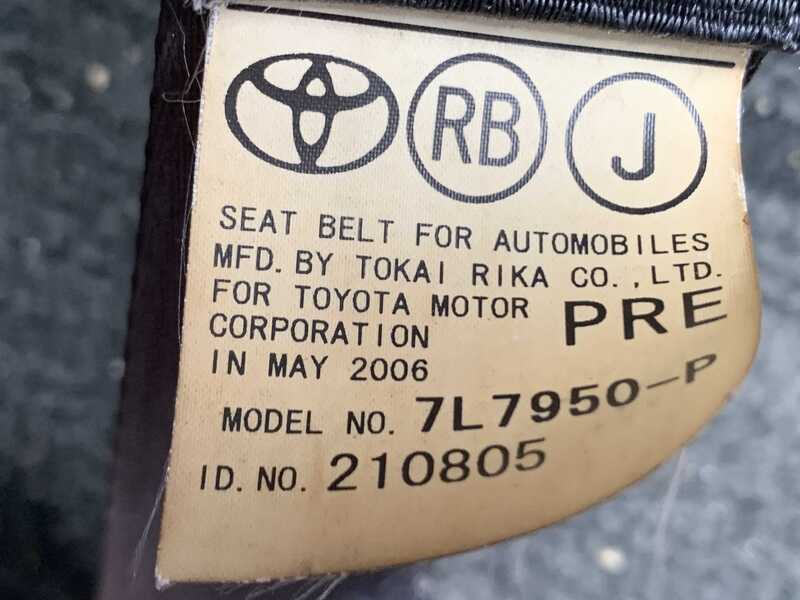 RB J
SEAT BELT FOR AUTOMOBILES
MFD. BY TOKAI RIKA CO., LTD.
FOR TOYOTA MOTOR
CORPORATION PRE
IN MAY 2006
MODEL NO. 7L7950-P
ID. NO. 210805